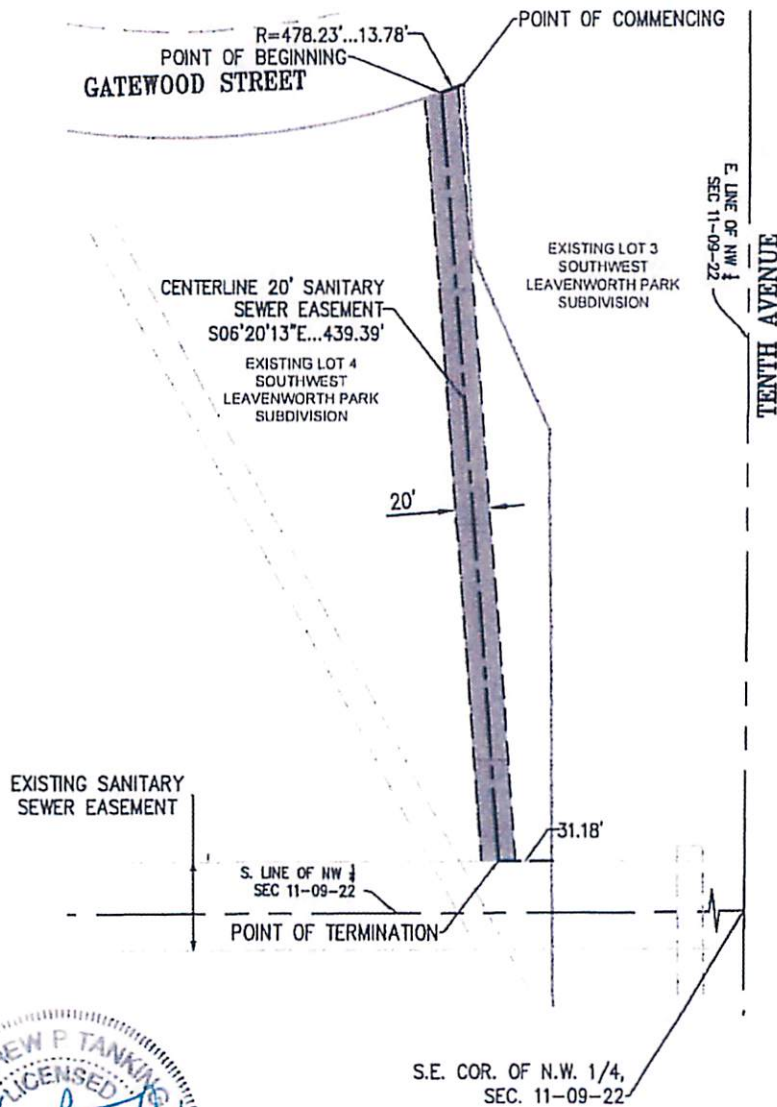 POINT OF COMMENCING
R=478.23'...13.78'
POINT OF BEGINNING
GATEWOOD STREET
E. LINE OF NW ¼
SEC 11-09-22
TENTH AVENUE
EXISTING LOT 3
SOUTHWEST
LEAVENWORTH PARK
SUBDIVISION
CENTERLINE 20' SANITARY
SEWER EASEMENT
S06°20'13"E...439.39'
EXISTING LOT 4
SOUTHWEST
LEAVENWORTH PARK
SUBDIVISION
20'
EXISTING SANITARY
SEWER EASEMENT
31.18'
S. LINE OF NW ¼
SEC 11-09-22
POINT OF TERMINATION
S.E. COR. OF N.W. 1/4,
SEC. 11-09-22
EW P TANKING
LICENSED